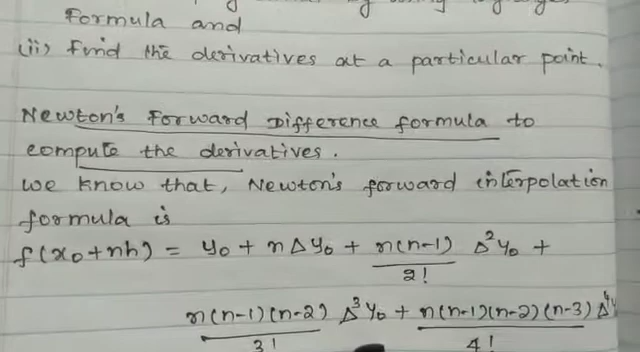 formula and
(ii) Find the derivatives at a particular point.
Newton's Forward Difference formula to
compute the derivatives.
we know that, Newton's forward interpolation
formula is
f(x₀+nh) = y₀ + nΔy₀ + n(n-1)/2! Δ²y₀ +
n(n-1)(n-2)/3! Δ³y₀ + n(n-1)(n-2)(n-3)/4! Δ⁴y